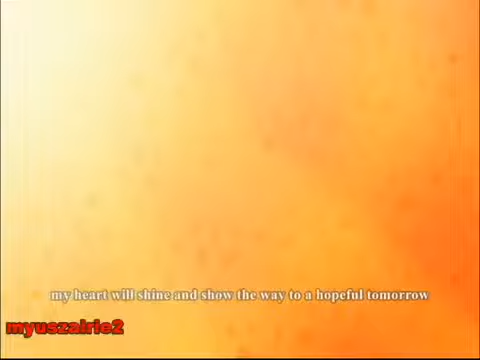 my heart will shine and show the way to a hopeful tomorrow
myuszairie2